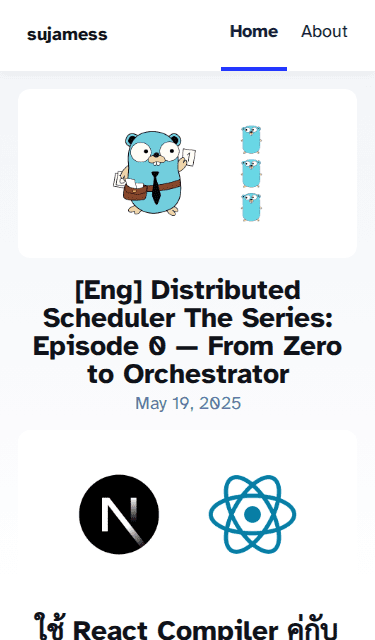 sujamess
Home
About
1
[Eng] Distributed
Scheduler The Series:
Episode 0 — From Zero
to Orchestrator
May 19, 2025
N
ใช้ React Compiler คู่กับ